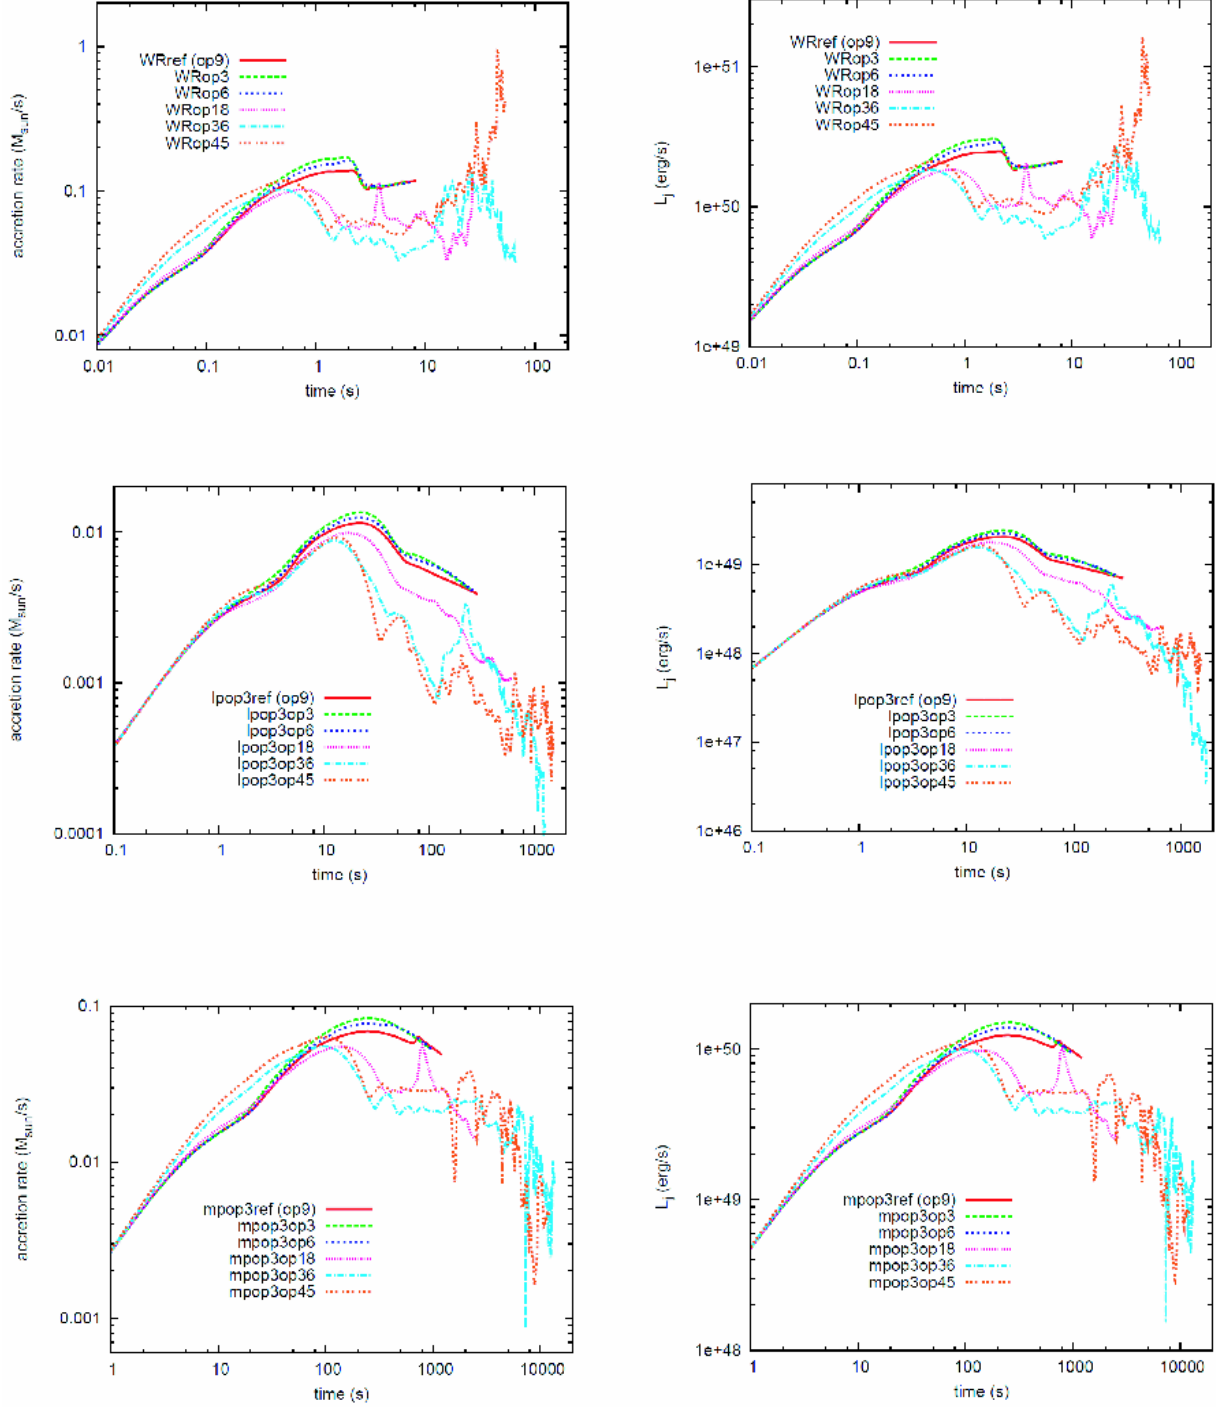 accretion rate (M_sun/s)
1
0.1
0.01
WRref (op9)
WRop3
WRop6
WRop18
WRop36
WRop45
0.01 0.1 1 10 100
time (s)
L_j (erg/s)
1e+51
1e+50
1e+49
WRref (op9)
WRop3
WRop6
WRop18
WRop36
WRop45
0.01 0.1 1 10 100
time (s)
accretion rate (M_sun/s)
0.01
0.001
0.0001
lpop3ref (op9)
lpop3op3
lpop3op6
lpop3op18
lpop3op36
lpop3op45
0.1 1 10 100 1000
time (s)
L_j (erg/s)
1e+49
1e+48
1e+47
1e+46
lpop3ref (op9)
lpop3op3
lpop3op6
lpop3op18
lpop3op36
lpop3op45
0.1 1 10 100 1000
time (s)
accretion rate (M_sun/s)
0.1
0.01
0.001
mpop3ref (op9)
mpop3op3
mpop3op6
mpop3op18
mpop3op36
mpop3op45
1 10 100 1000 10000
time (s)
L_j (erg/s)
1e+50
1e+49
1e+48
mpop3ref (op9)
mpop3op3
mpop3op6
mpop3op18
mpop3op36
mpop3op45
1 10 100 1000 10000
time (s)